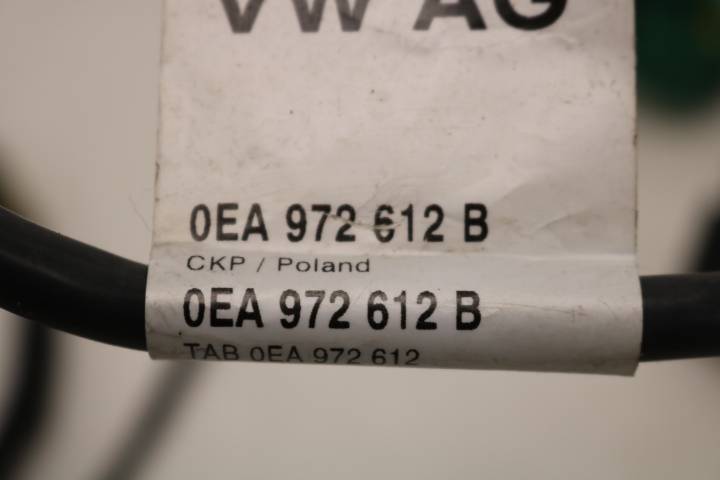 VW AG
0EA 972 612 B
CKP / Poland
0EA 972 612 B
TAB 0EA 972 612